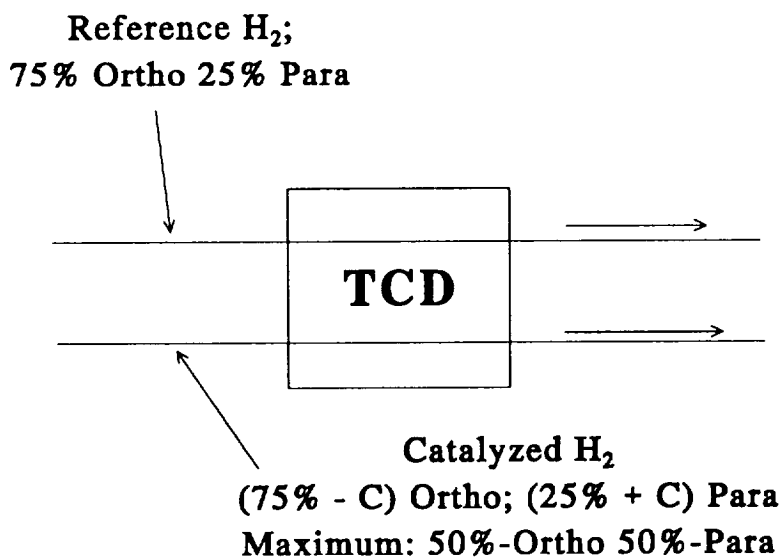 Reference H₂;
75% Ortho 25% Para
TCD
Catalyzed H₂
(75% - C) Ortho; (25% + C) Para
Maximum: 50%-Ortho 50%-Para